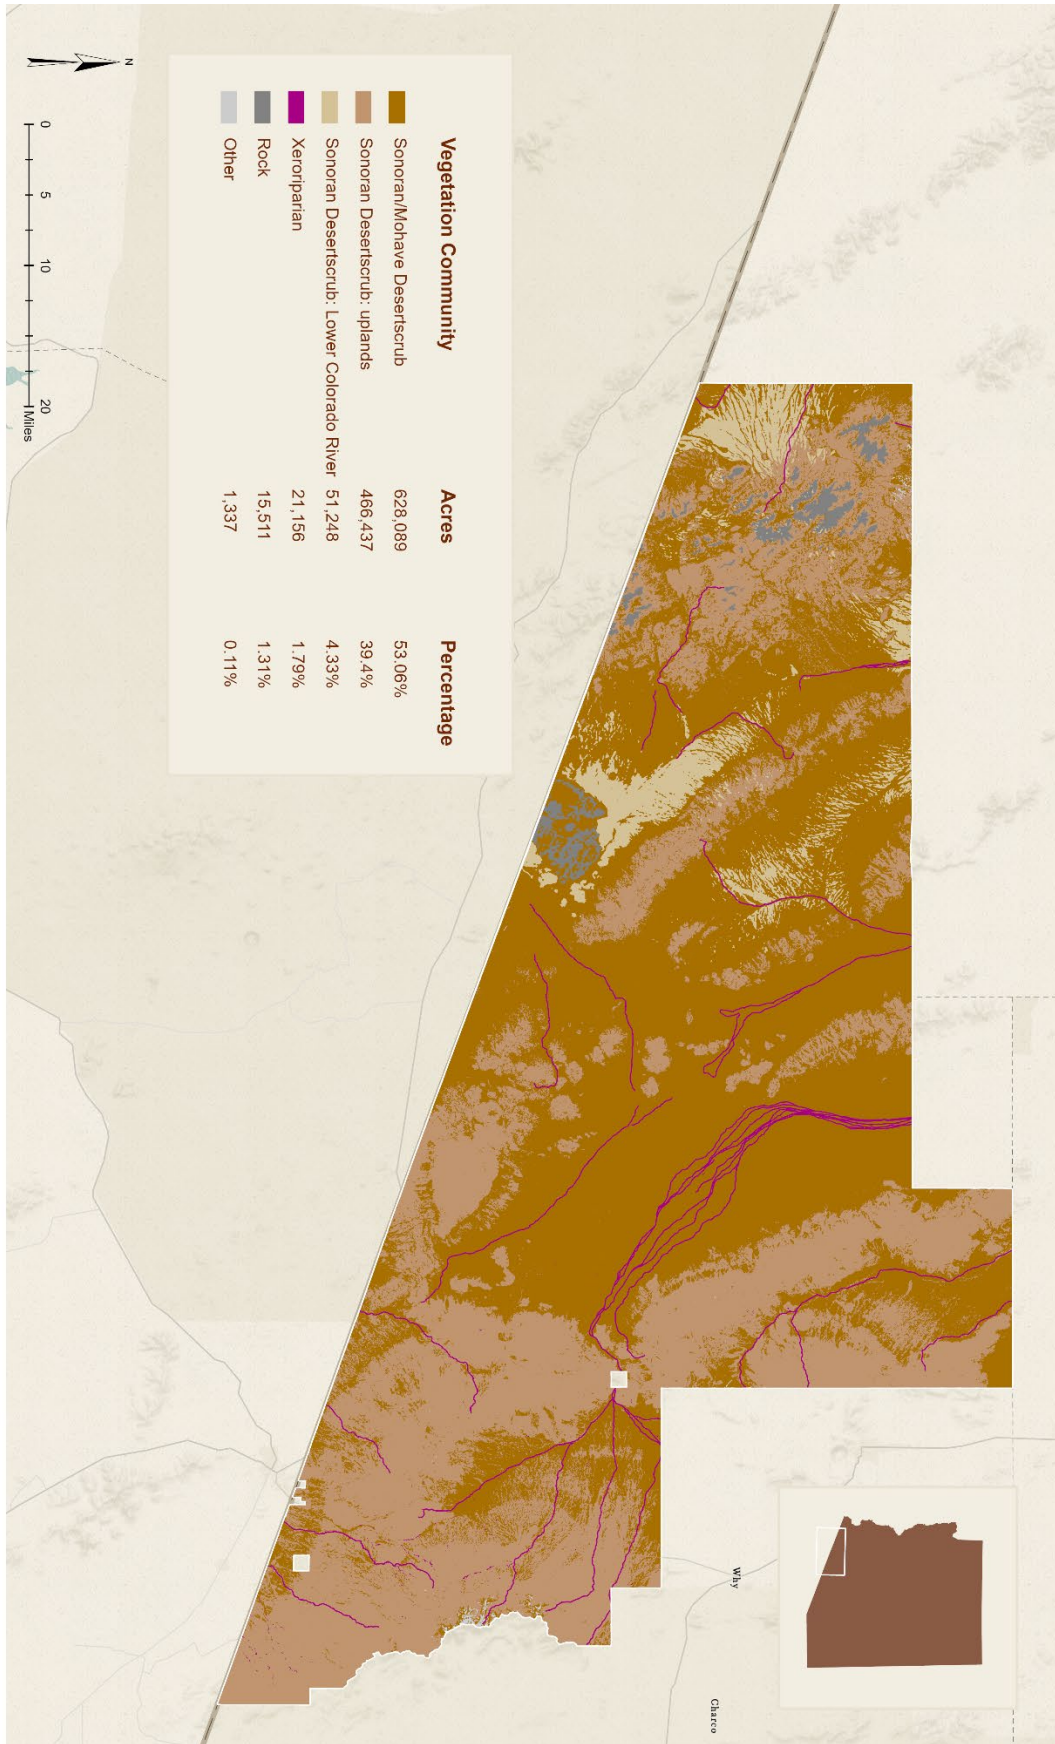 Vegetation Community Acres Percentage
Sonoran/Mohave Desertscrub 628,089 53.06%
Sonoran Desertscrub: uplands 466,437 39.4%
Sonoran Desertscrub: Lower Colorado River 51,248 4.33%
Xeroriparian 21,156 1.79%
Rock 15,511 1.31%
Other 1,337 0.11%
N
0 5 10 20
Miles
Why
Charco